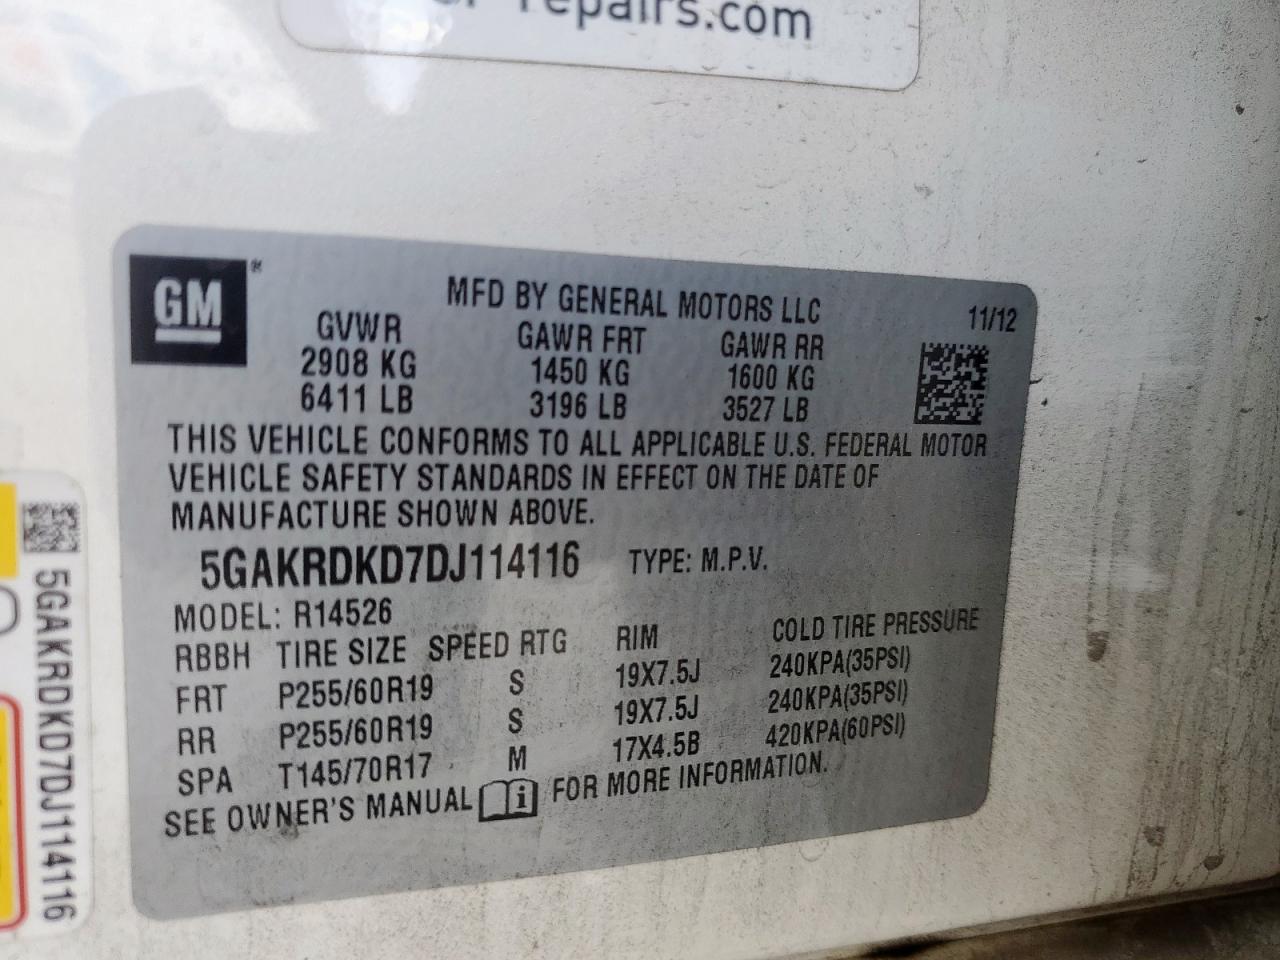 repairs.com
GM
®
MFD BY GENERAL MOTORS LLC
11/12
GVWR GAWR FRT GAWR RR
2908 KG 1450 KG 1600 KG
6411 LB 3196 LB 3527 LB
THIS VEHICLE CONFORMS TO ALL APPLICABLE U.S. FEDERAL MOTOR
VEHICLE SAFETY STANDARDS IN EFFECT ON THE DATE OF
MANUFACTURE SHOWN ABOVE.
5GAKRDKD7DJ114116 TYPE: M.P.V.
MODEL: R14526
RBBH TIRE SIZE SPEED RTG RIM COLD TIRE PRESSURE
FRT P255/60R19 S 19X7.5J 240KPA(35PSI)
RR P255/60R19 S 19X7.5J 240KPA(35PSI)
SPA T145/70R17 M 17X4.5B 420KPA(60PSI)
SEE OWNER'S MANUAL i FOR MORE INFORMATION.
5GAKRDKD7DJ114116